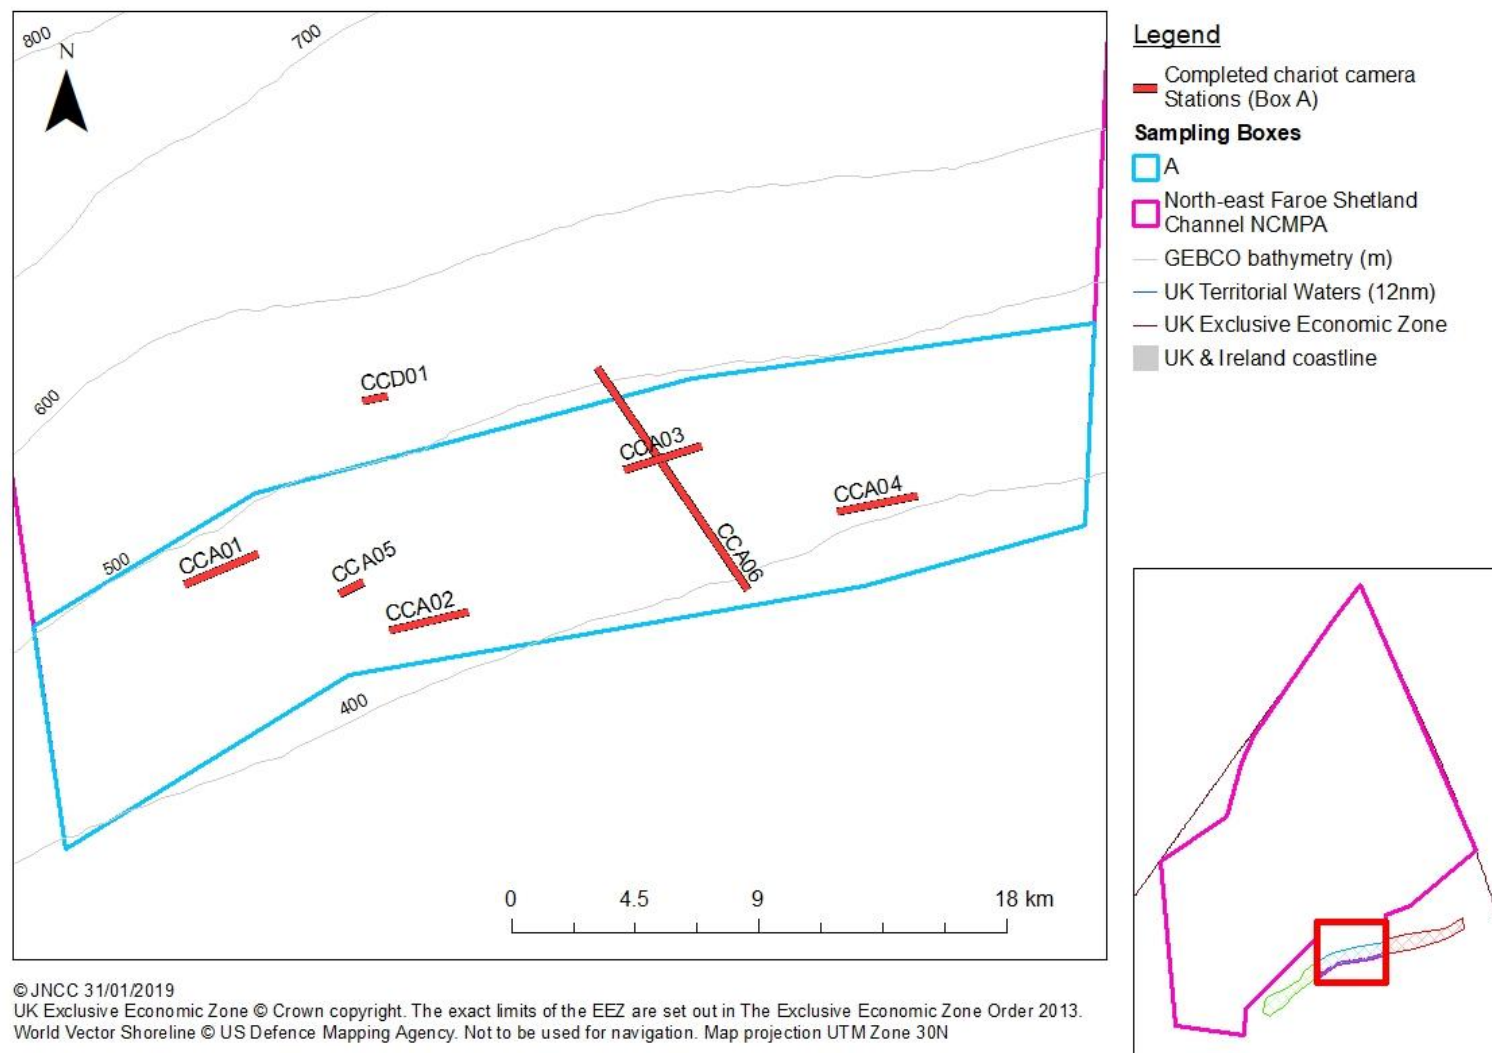 800
700
N
600
500
400
CCD01
CCA03
CCA04
CCA06
CCA01
CCA05
CCA02
0 4.5 9 18 km
Legend
Completed chariot camera
Stations (Box A)
Sampling Boxes
A
North-east Faroe Shetland
Channel NCMPA
GEBCO bathymetry (m)
UK Territorial Waters (12nm)
UK Exclusive Economic Zone
UK & Ireland coastline
©JNCC 31/01/2019
UK Exclusive Economic Zone © Crown copyright. The exact limits of the EEZ are set out in The Exclusive Economic Zone Order 2013.
World Vector Shoreline © US Defence Mapping Agency. Not to be used for navigation. Map projection UTM Zone 30N